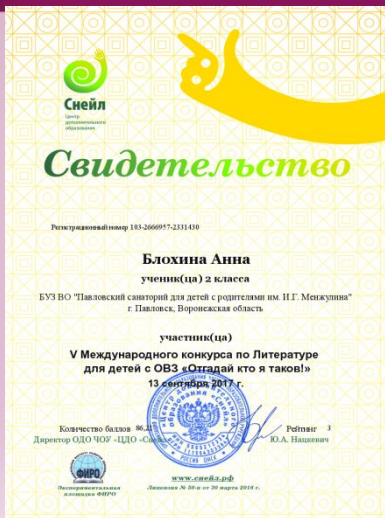 Снейл
Центр
дополнительного
образования
Свидетельство
Регистрационный номер 103-2666957-2331430
Блохина Анна
ученик(ца) 2 класса
БУЗ ВО "Павловский санаторий для детей с родителями им. И.Г. Менжулина"
г. Павловск, Воронежская область
участник(ца)
V Международного конкурса по Литературе
для детей с ОВЗ «Отгадай кто я таков!»
13 сентября 2017 г.
Количество баллов 86,21 Рейтинг 3
Директор ОДО ЧОУ «ЦДО «Снейл» Ю.А. Нацкевич
ФИРО
Экспериментальная
площадка ФИРО
www.снейл.рф
Лицензия № 30-п от 20 марта 2016 г.